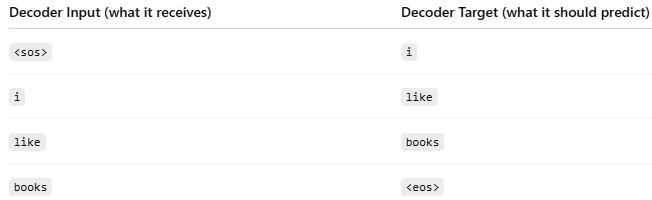 Decoder Input (what it receives) Decoder Target (what it should predict)
<sos> i
i like
like books
books <eos>